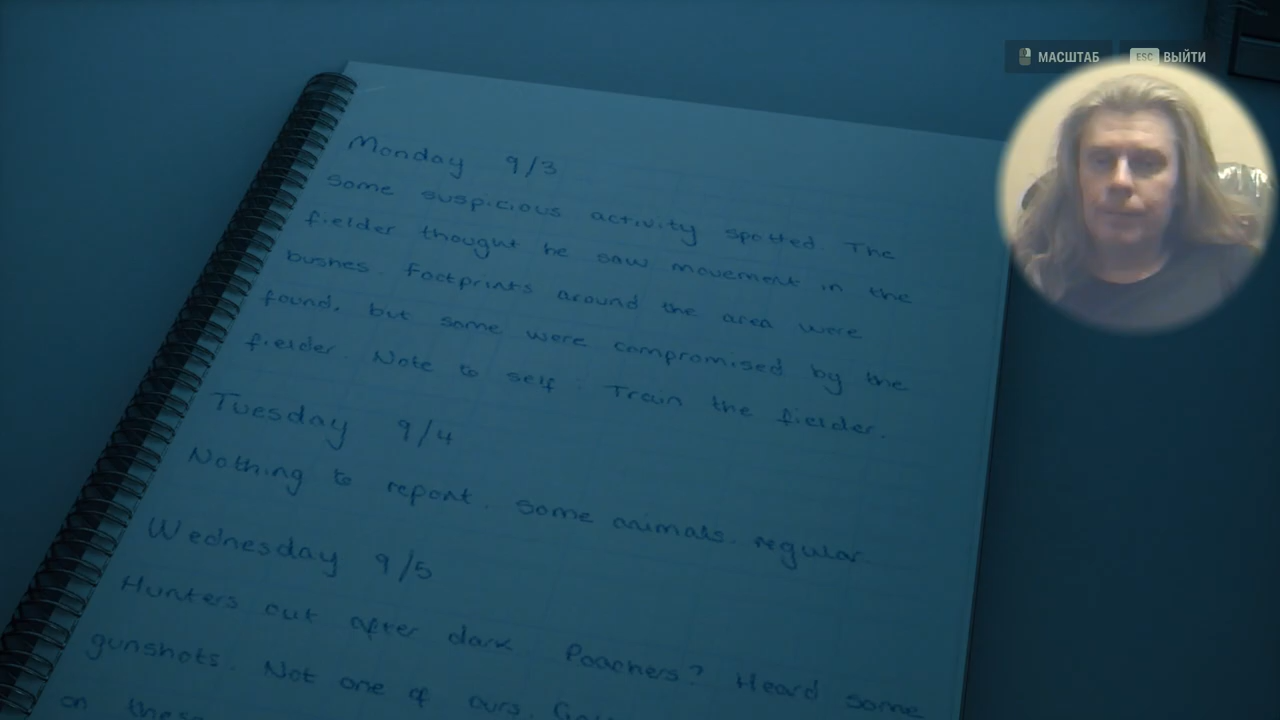 МАСШТАБ
ESC ВЫЙТИ
Monday 9/3
Some suspicious activity spotted. The
fielder thought he saw movement in the
bushes. Footprints around the area were
found, but some were compromised by the
fielder. Note to self: Train the fielder.
Tuesday 9/4
Nothing to report. Some animals. regular.
Wednesday 9/5
Hunters out after dark. Poachers? Heard some
gunshots. Not one of ours.
on these